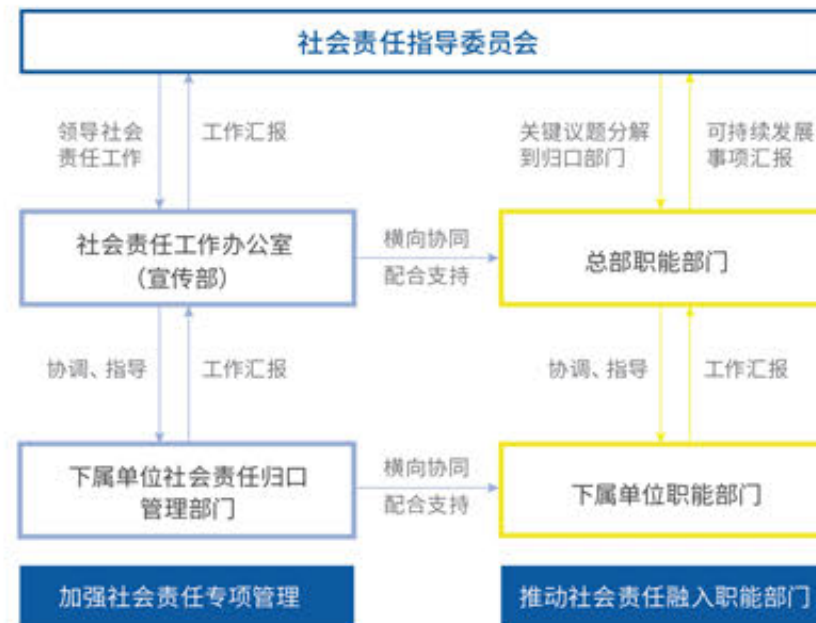 社会责任指导委员会
领导社会
责任工作
工作汇报
关键议题分解
到归口部门
可持续发展
事项汇报
社会责任工作办公室
（宣传部）
横向协同
配合支持
总部职能部门
协调、指导
工作汇报
协调、指导
工作汇报
下属单位社会责任归口
管理部门
横向协同
配合支持
下属单位职能部门
加强社会责任专项管理
推动社会责任融入职能部门